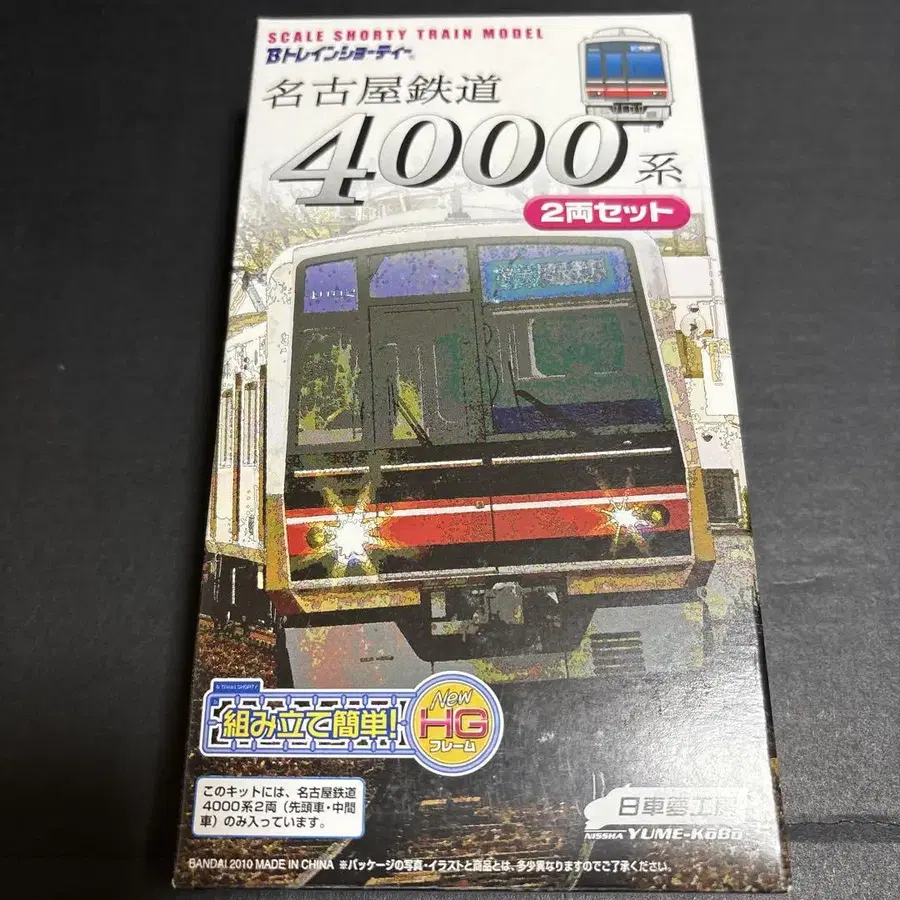 SCALE SHORTY TRAIN MODEL
Bトレインショーティー
名古屋鉄道
4000系
2両セット
組み立て簡単!
New
HG
フレーム
このキットには、名古屋鉄道
4000系2両（先頭車・中間
車）のみ入っています。
日車夢工房
NISSHA YUME-KoBo
BANDAI 2010 MADE IN CHINA ※パッケージの写真・イラストと商品とは、多少異なりますのでご了承ください。